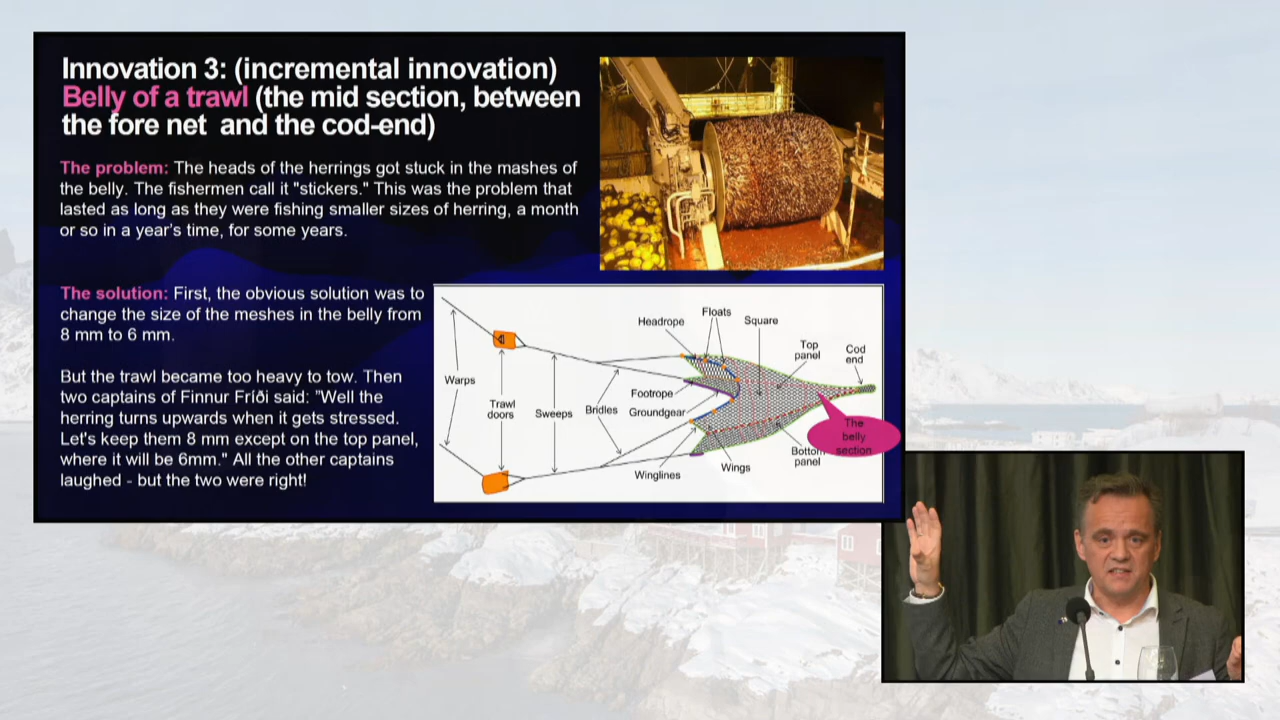 Innovation 3: (incremental innovation)
Belly of a trawl (the mid section, between
the fore net and the cod-end)
The problem: The heads of the herrings got stuck in the mashes of
the belly. The fishermen call it "stickers." This was the problem that
lasted as long as they were fishing smaller sizes of herring, a month
or so in a year's time, for some years.
The solution: First, the obvious solution was to
change the size of the meshes in the belly from
8 mm to 6 mm.
But the trawl became too heavy to tow. Then
two captains of Finnur Fríði said: "Well the
herring turns upwards when it gets stressed.
Let's keep them 8 mm except on the top panel,
where it will be 6mm." All the other captains
laughed - but the two were right!
Headrope
Floats
Square
Top
panel
Cod
end
Warps
Trawl
doors
Sweeps
Bridles
Footrope
Groundgear
Winglines
Wings
Bottom
panel
The
belly
section